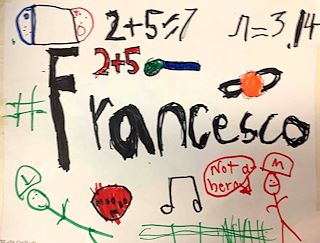 2+5=7 π=3.14
2+5
Francesco
#
L
M
Not a
hero